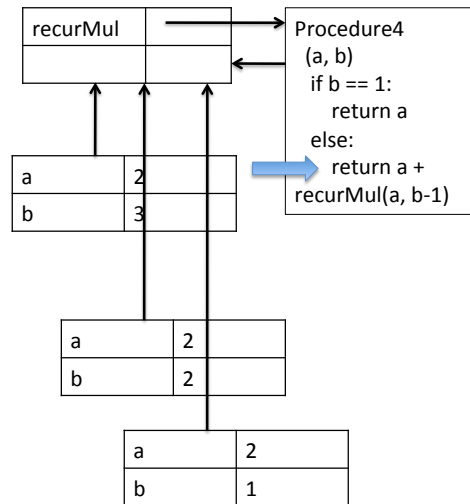 recurMul
Procedure4
(a, b)
if b == 1:
return a
else:
return a +
recurMul(a, b-1)
a 2
b 3
a 2
b 2
a 2
b 1